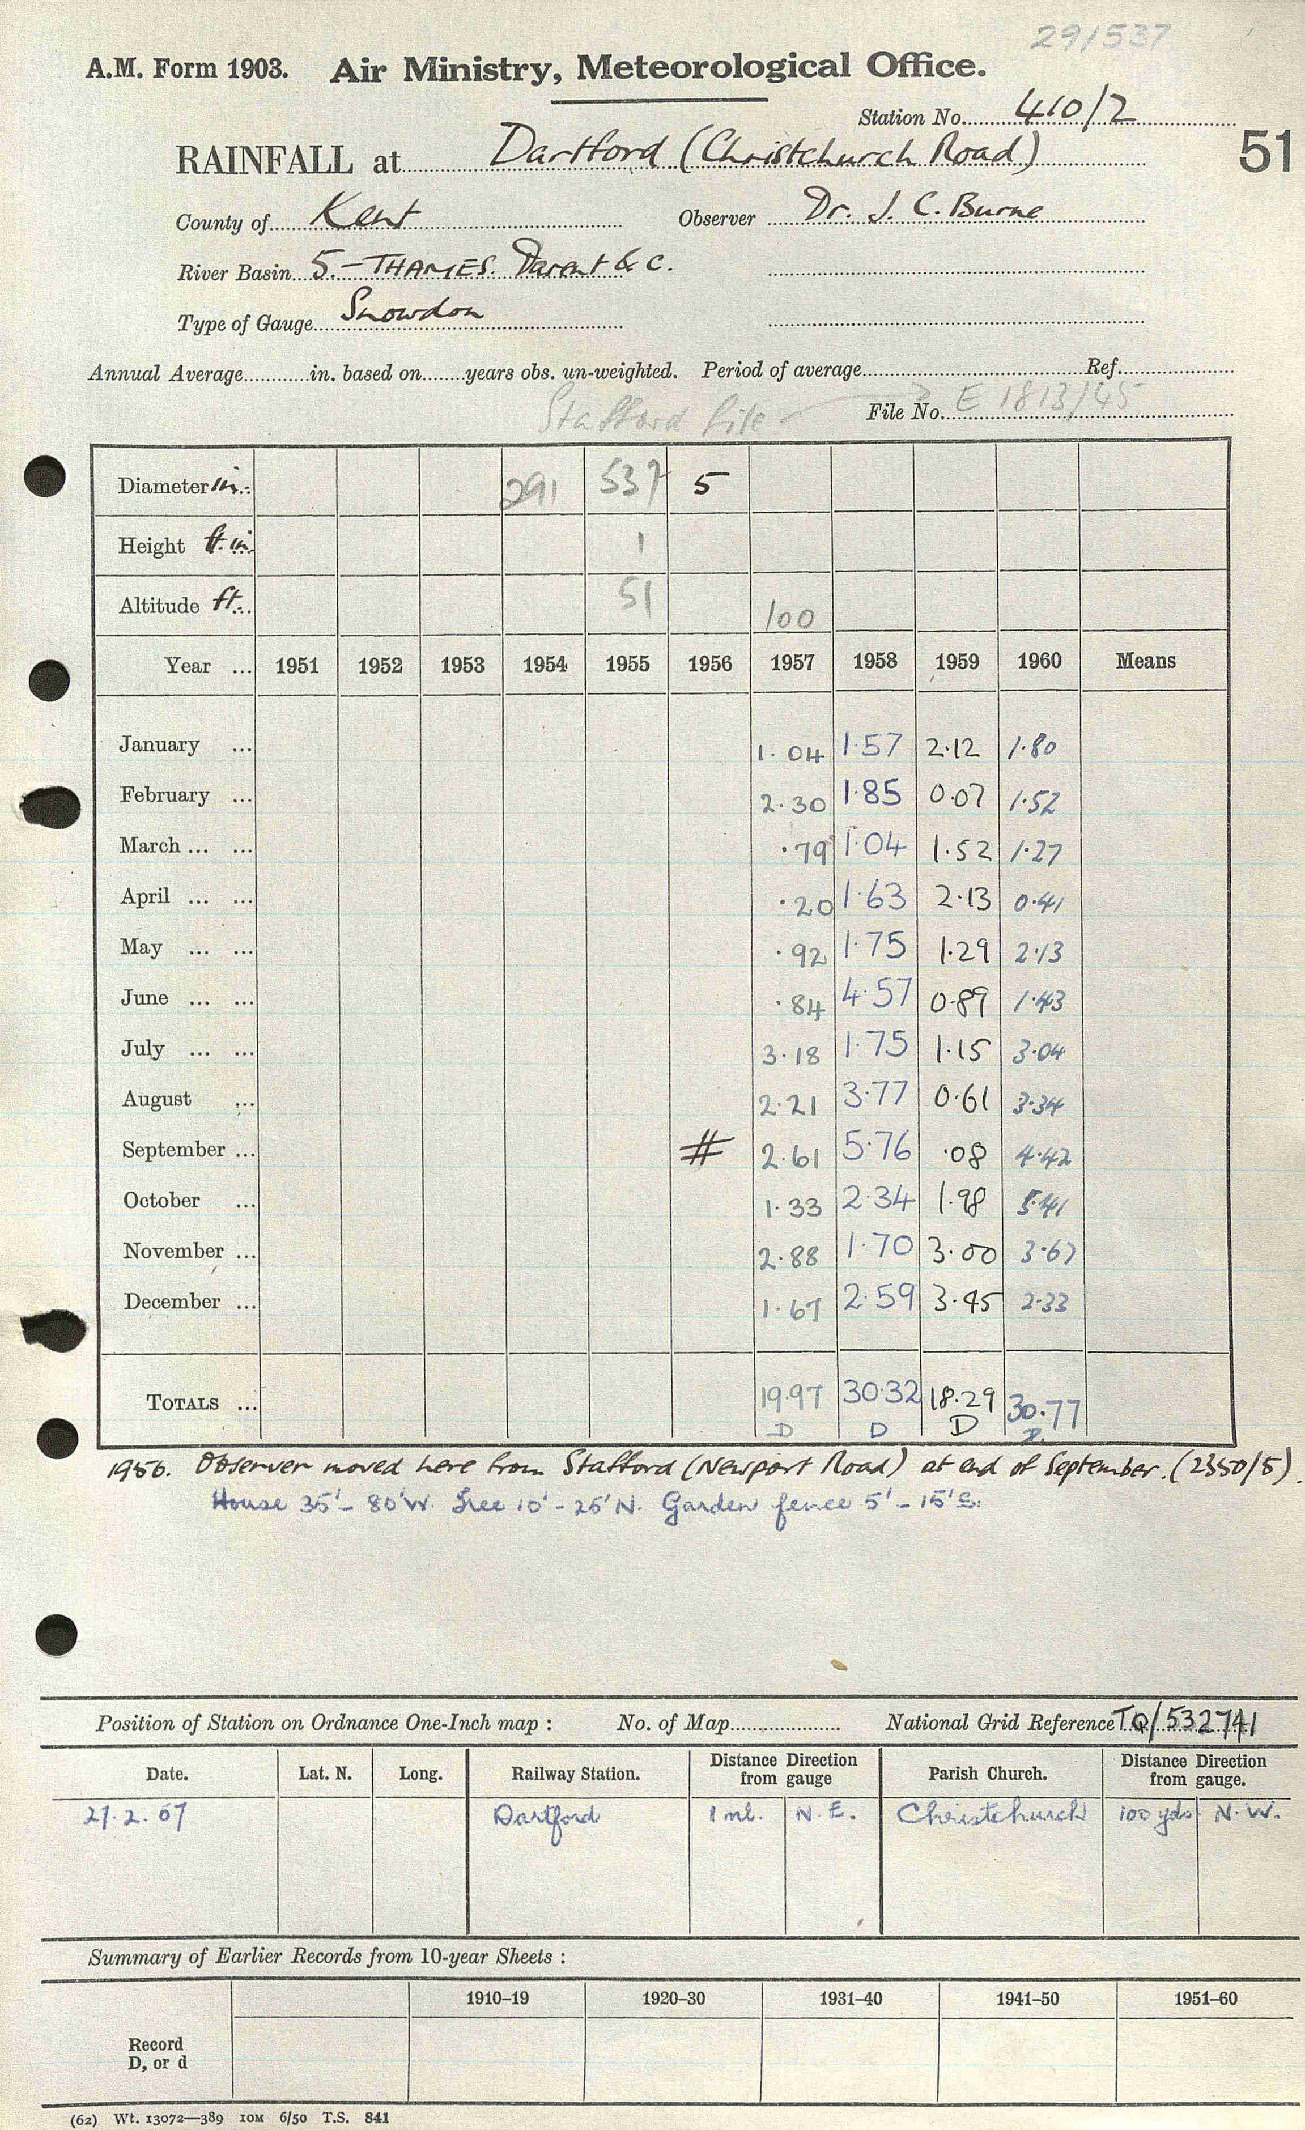 291537
A.M. Form 1903. Air Ministry, Meteorological Office.
Station No. 410/2
51
RAINFALL at Dartford (Christchurch Road)
County of Kent Observer Dr. J. C. Burne
River Basin 5.-THAMES. Darent &c.
Type of Gauge Snowdon
Annual Average............in. based on........years obs. un-weighted. Period of average........................Ref.
Stafford file File No. E 1813/45
Diameter in. 291 537 5
Height ft. in. 1
Altitude ft. 51 100
Year ... 1951 1952 1953 1954 1955 1956 1957 1958 1959 1960 Means
January ... 1.04 1.57 2.12 1.80
February ... 2.30 1.85 0.07 1.52
March ... ... .79 1.04 1.52 1.27
April ... ... .20 1.63 2.13 0.41
May ... ... .92 1.75 1.29 2.13
June ... ... .84 4.57 0.89 1.43
July ... ... 3.18 1.75 1.15 3.04
August ... 2.21 3.77 0.61 3.34
September ... # 2.61 5.76 .08 4.42
October ... 1.33 2.34 1.98 5.41
November ... 2.88 1.70 3.00 3.67
December ... 1.67 2.59 3.45 2.33
TOTALS ... 19.97 30.32 18.29 30.77
D D D D
1956. Observer moved here from Stafford (Newport Road) at end of September. (2350/5).
House 35'- 80'W. Tree 10'- 25'N. Garden fence 5'- 15'S.
Position of Station on Ordnance One-Inch map : No. of Map.................... National Grid Reference TQ/532741
Date. Lat. N. Long. Railway Station. Distance Direction from gauge Parish Church. Distance Direction from gauge.
27.2.57 Dartford 1 ml. N.E. Christchurch 100 yds N.W.
Summary of Earlier Records from 10-year Sheets :
1910–19 1920–30 1931–40 1941–50 1951–60
Record
D, or d
(62) Wt. 13072—389 10M 6/50 T.S. 841